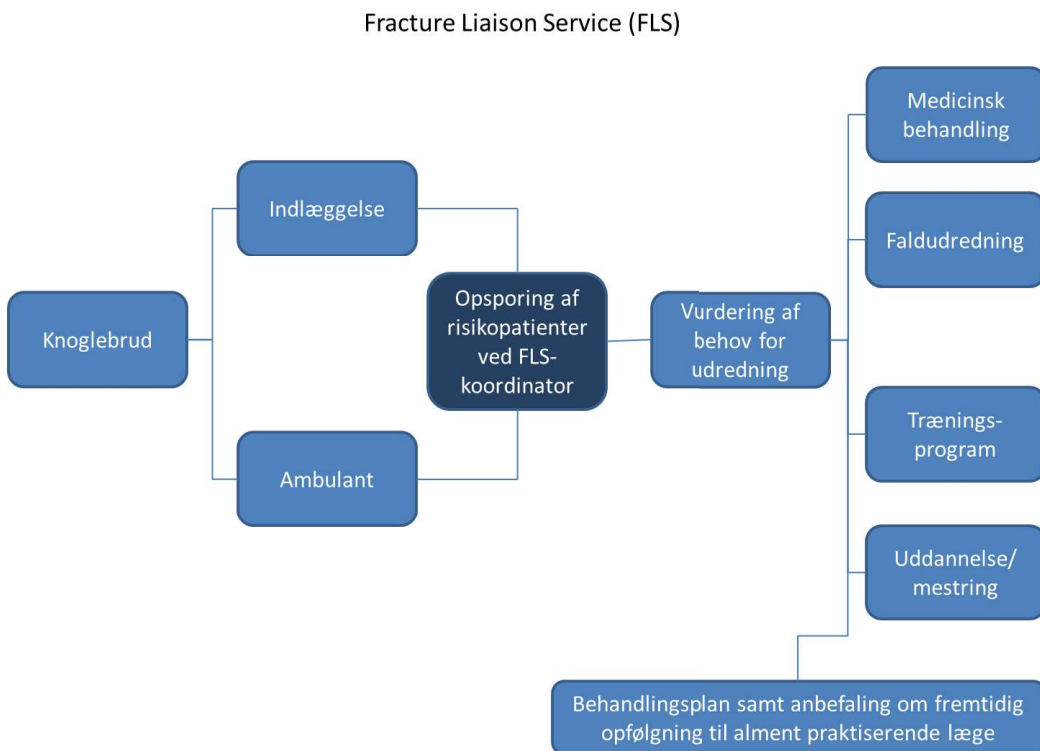 Fracture Liaison Service (FLS)
Knoglebrud
Indlæggelse
Ambulant
Opsporing af
risikopatienter
ved FLS-
koordinator
Vurdering af
behov for
udredning
Medicinsk
behandling
Faldudredning
Trænings-
program
Uddannelse/
mestring
Behandlingsplan samt anbefaling om fremtidig
opfølgning til alment praktiserende læge